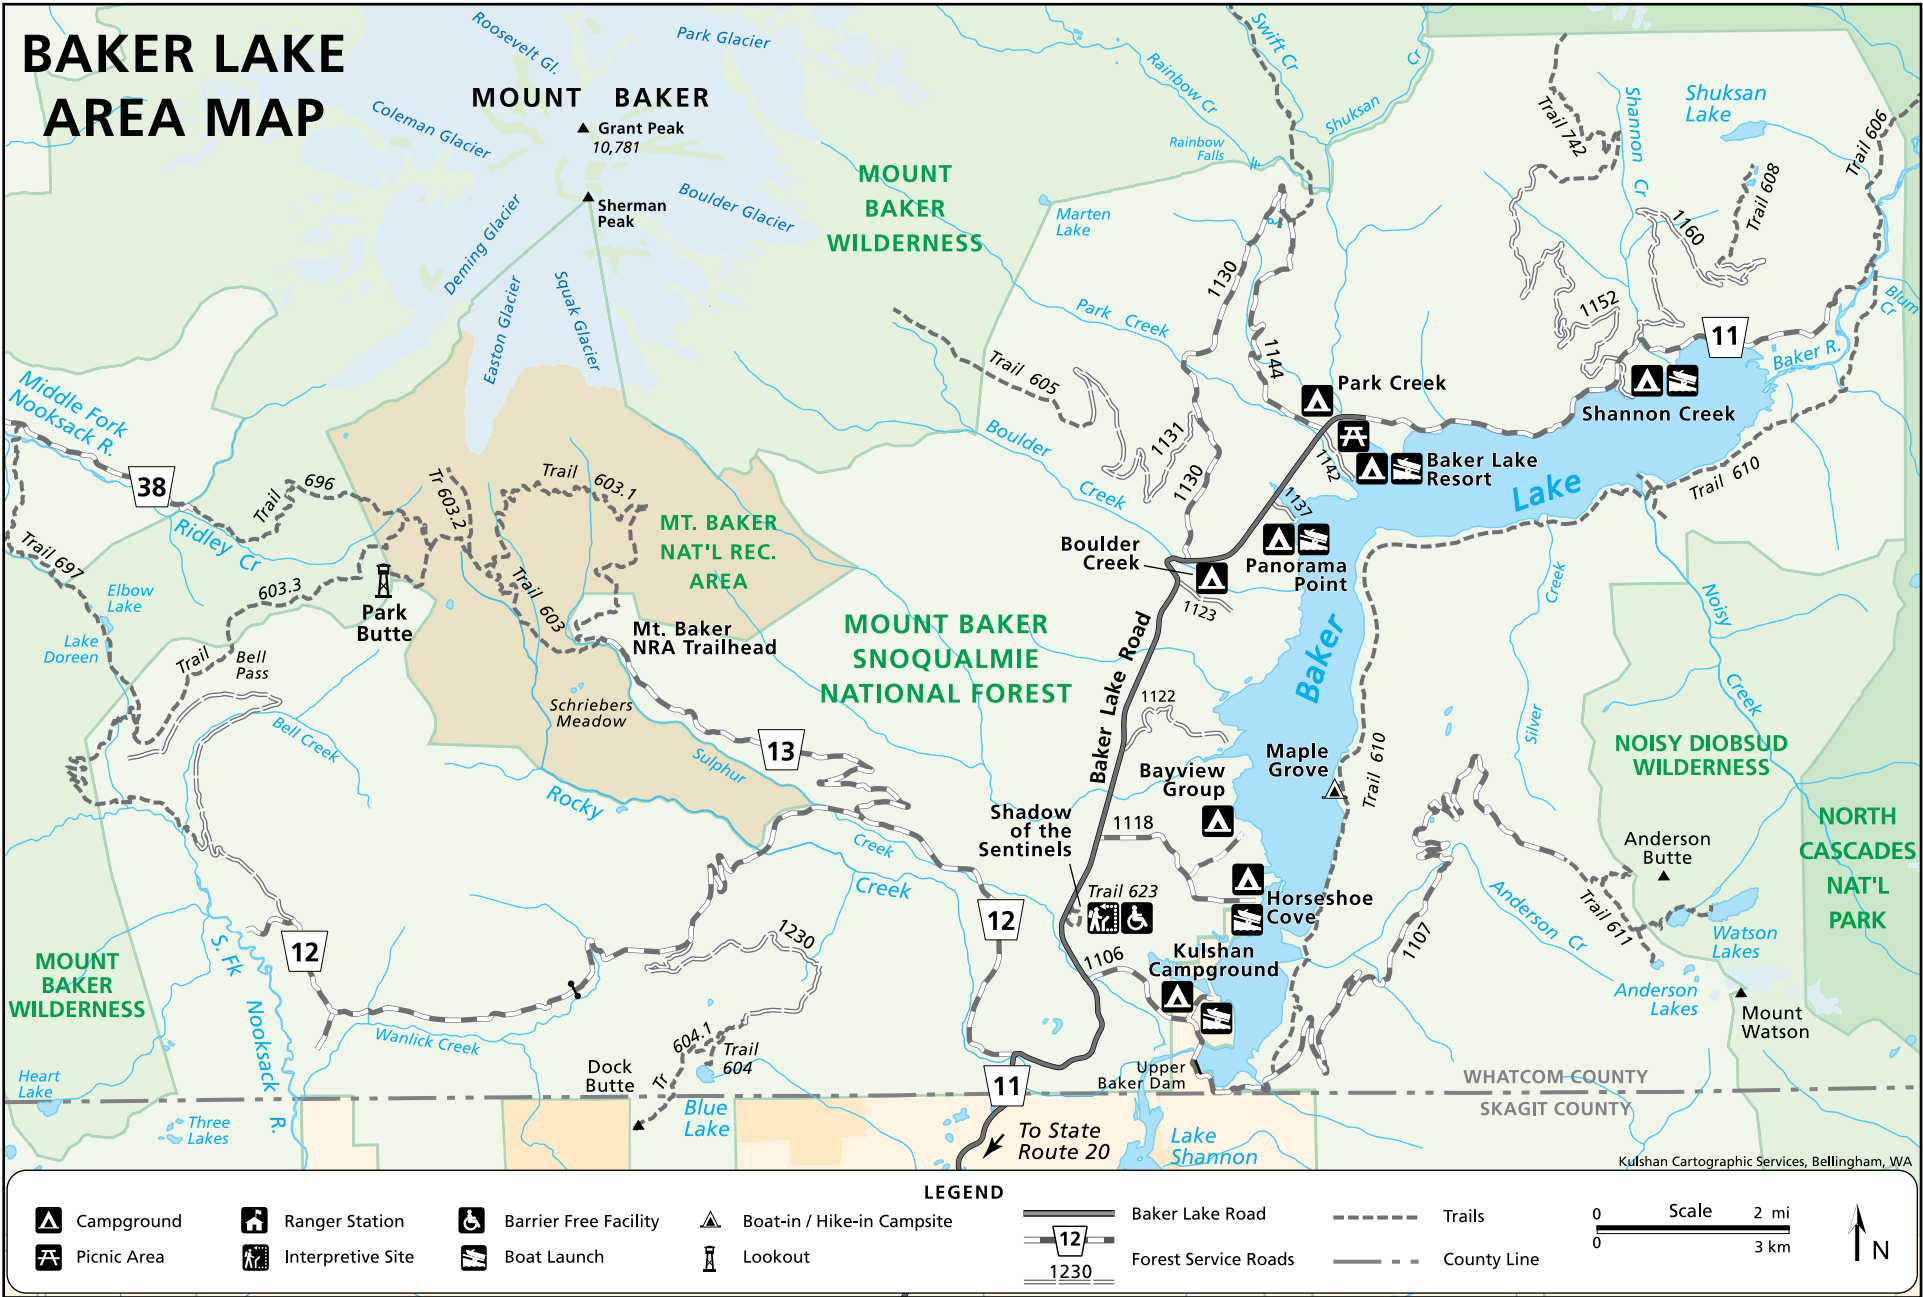 BAKER LAKE
AREA MAP
Roosevelt Gl.
Park Glacier
MOUNT BAKER
Grant Peak
10,781
Coleman Glacier
Sherman
Peak
Boulder Glacier
Deming Glacier
Easton Glacier
Squak Glacier
MOUNT
BAKER
WILDERNESS
Swift Cr
Rainbow Cr
Rainbow
Falls
Shuksan
Cr
Marten
Lake
Park Creek
Trail 742
Shannon Cr
Shuksan
Lake
Trail 606
Trail 608
1160
1152
11
Blum
Cr
Baker R.
1130
1144
Trail 605
1131
1130
Boulder
Creek
Park Creek
1142
Baker Lake
Resort
Shannon Creek
Lake
Trail 610
1137
Panorama
Point
Boulder
Creek
1123
Middle Fork
Nooksack R.
38
Trail 696
Ridley Cr
Trail 697
Elbow
Lake
Lake
Doreen
603.3
Trail
Bell
Pass
Park
Butte
Tr 603.2
Trail 603.1
Trail 603
MT. BAKER
NAT'L REC.
AREA
Mt. Baker
NRA Trailhead
Schriebers
Meadow
Bell Creek
Rocky
Creek
Sulphur
Creek
13
MOUNT BAKER
SNOQUALMIE
NATIONAL FOREST
Baker Lake Road
1122
Baker
Maple
Grove
Trail 610
Silver
Creek
Noisy
Creek
NOISY DIOBSUD
WILDERNESS
NORTH
CASCADES
NAT'L
PARK
Bayview
Group
Shadow
of the
Sentinels
1118
Trail 623
Horseshoe
Cove
Kulshan
Campground
1106
12
12
1230
Anderson
Butte
Trail 611
Anderson Cr
1107
Watson
Lakes
Anderson
Lakes
Mount
Watson
MOUNT
BAKER
WILDERNESS
S. Fk
Nooksack
R.
Wanlick Creek
Heart
Lake
Three
Lakes
Dock
Butte
Tr 604.1
Trail
604
Blue
Lake
11
Upper
Baker Dam
To State
Route 20
Lake
Shannon
WHATCOM COUNTY
SKAGIT COUNTY
Kulshan Cartographic Services, Bellingham, WA
LEGEND
Campground
Picnic Area
Ranger Station
Interpretive Site
Barrier Free Facility
Boat Launch
Boat-in / Hike-in Campsite
Lookout
Baker Lake Road
12
1230
Forest Service Roads
Trails
County Line
Scale
0 2 mi
0 3 km
N